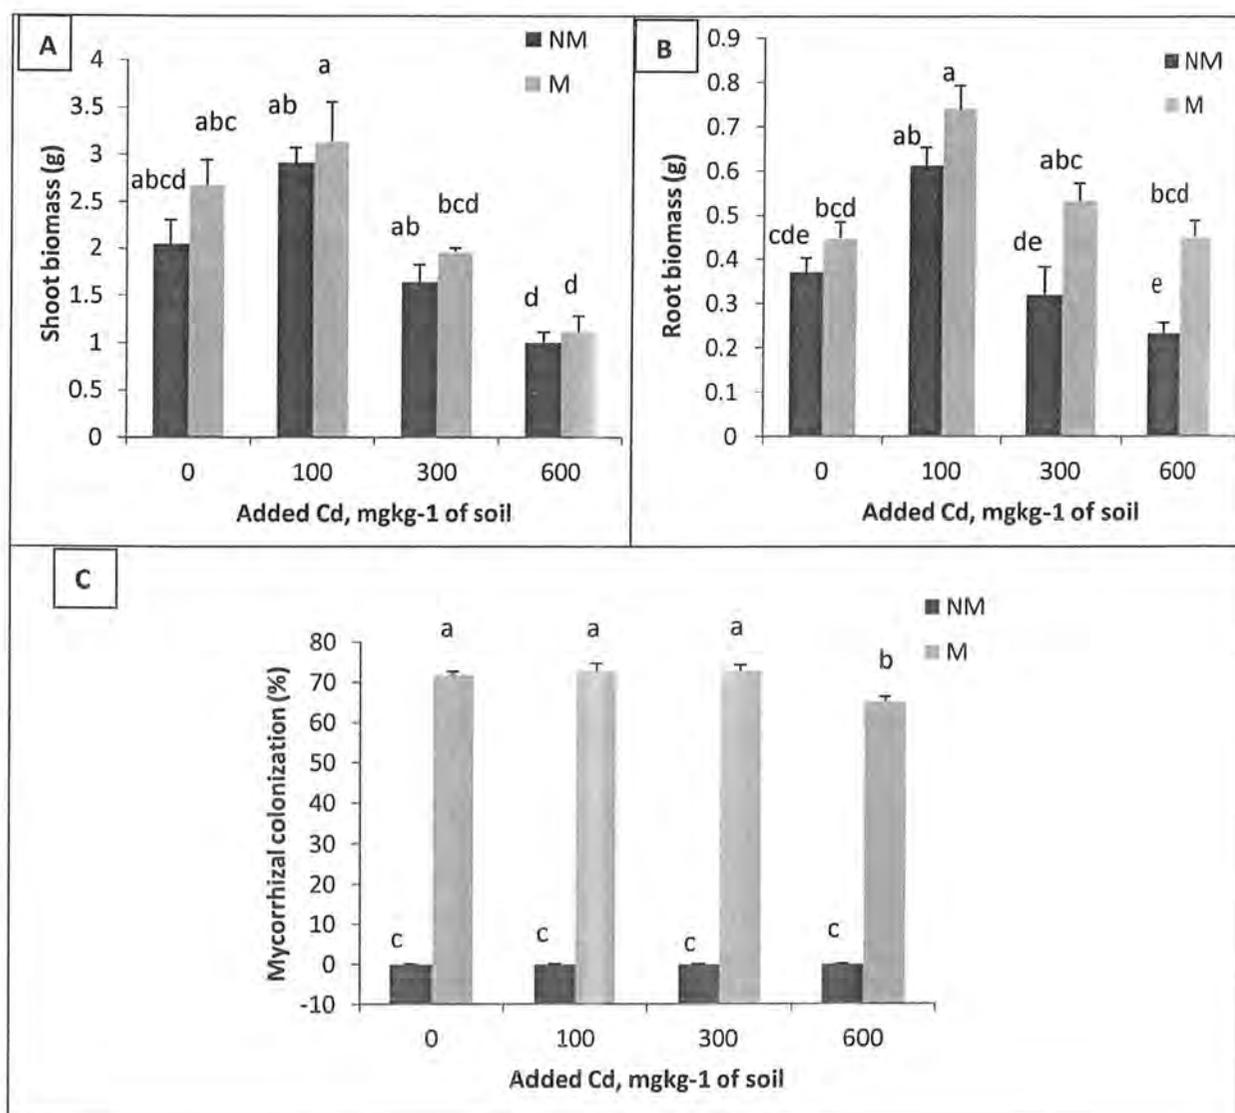 A
NM
M
4
3.5
3
2.5
2
1.5
1
0.5
0
Shoot biomass (g)
abcd
abc
ab
a
ab
bcd
d
d
0 100 300 600
Added Cd, mgkg-1 of soil
B
NM
M
0.9
0.8
0.7
0.6
0.5
0.4
0.3
0.2
0.1
0
Root biomass (g)
cde
bcd
ab
a
de
abc
e
bcd
0 100 300 600
Added Cd, mgkg-1 of soil
C
NM
M
80
70
60
50
40
30
20
10
0
-10
Mycorrhizal colonization (%)
c
a
c
a
c
a
c
b
0 100 300 600
Added Cd, mgkg-1 of soil